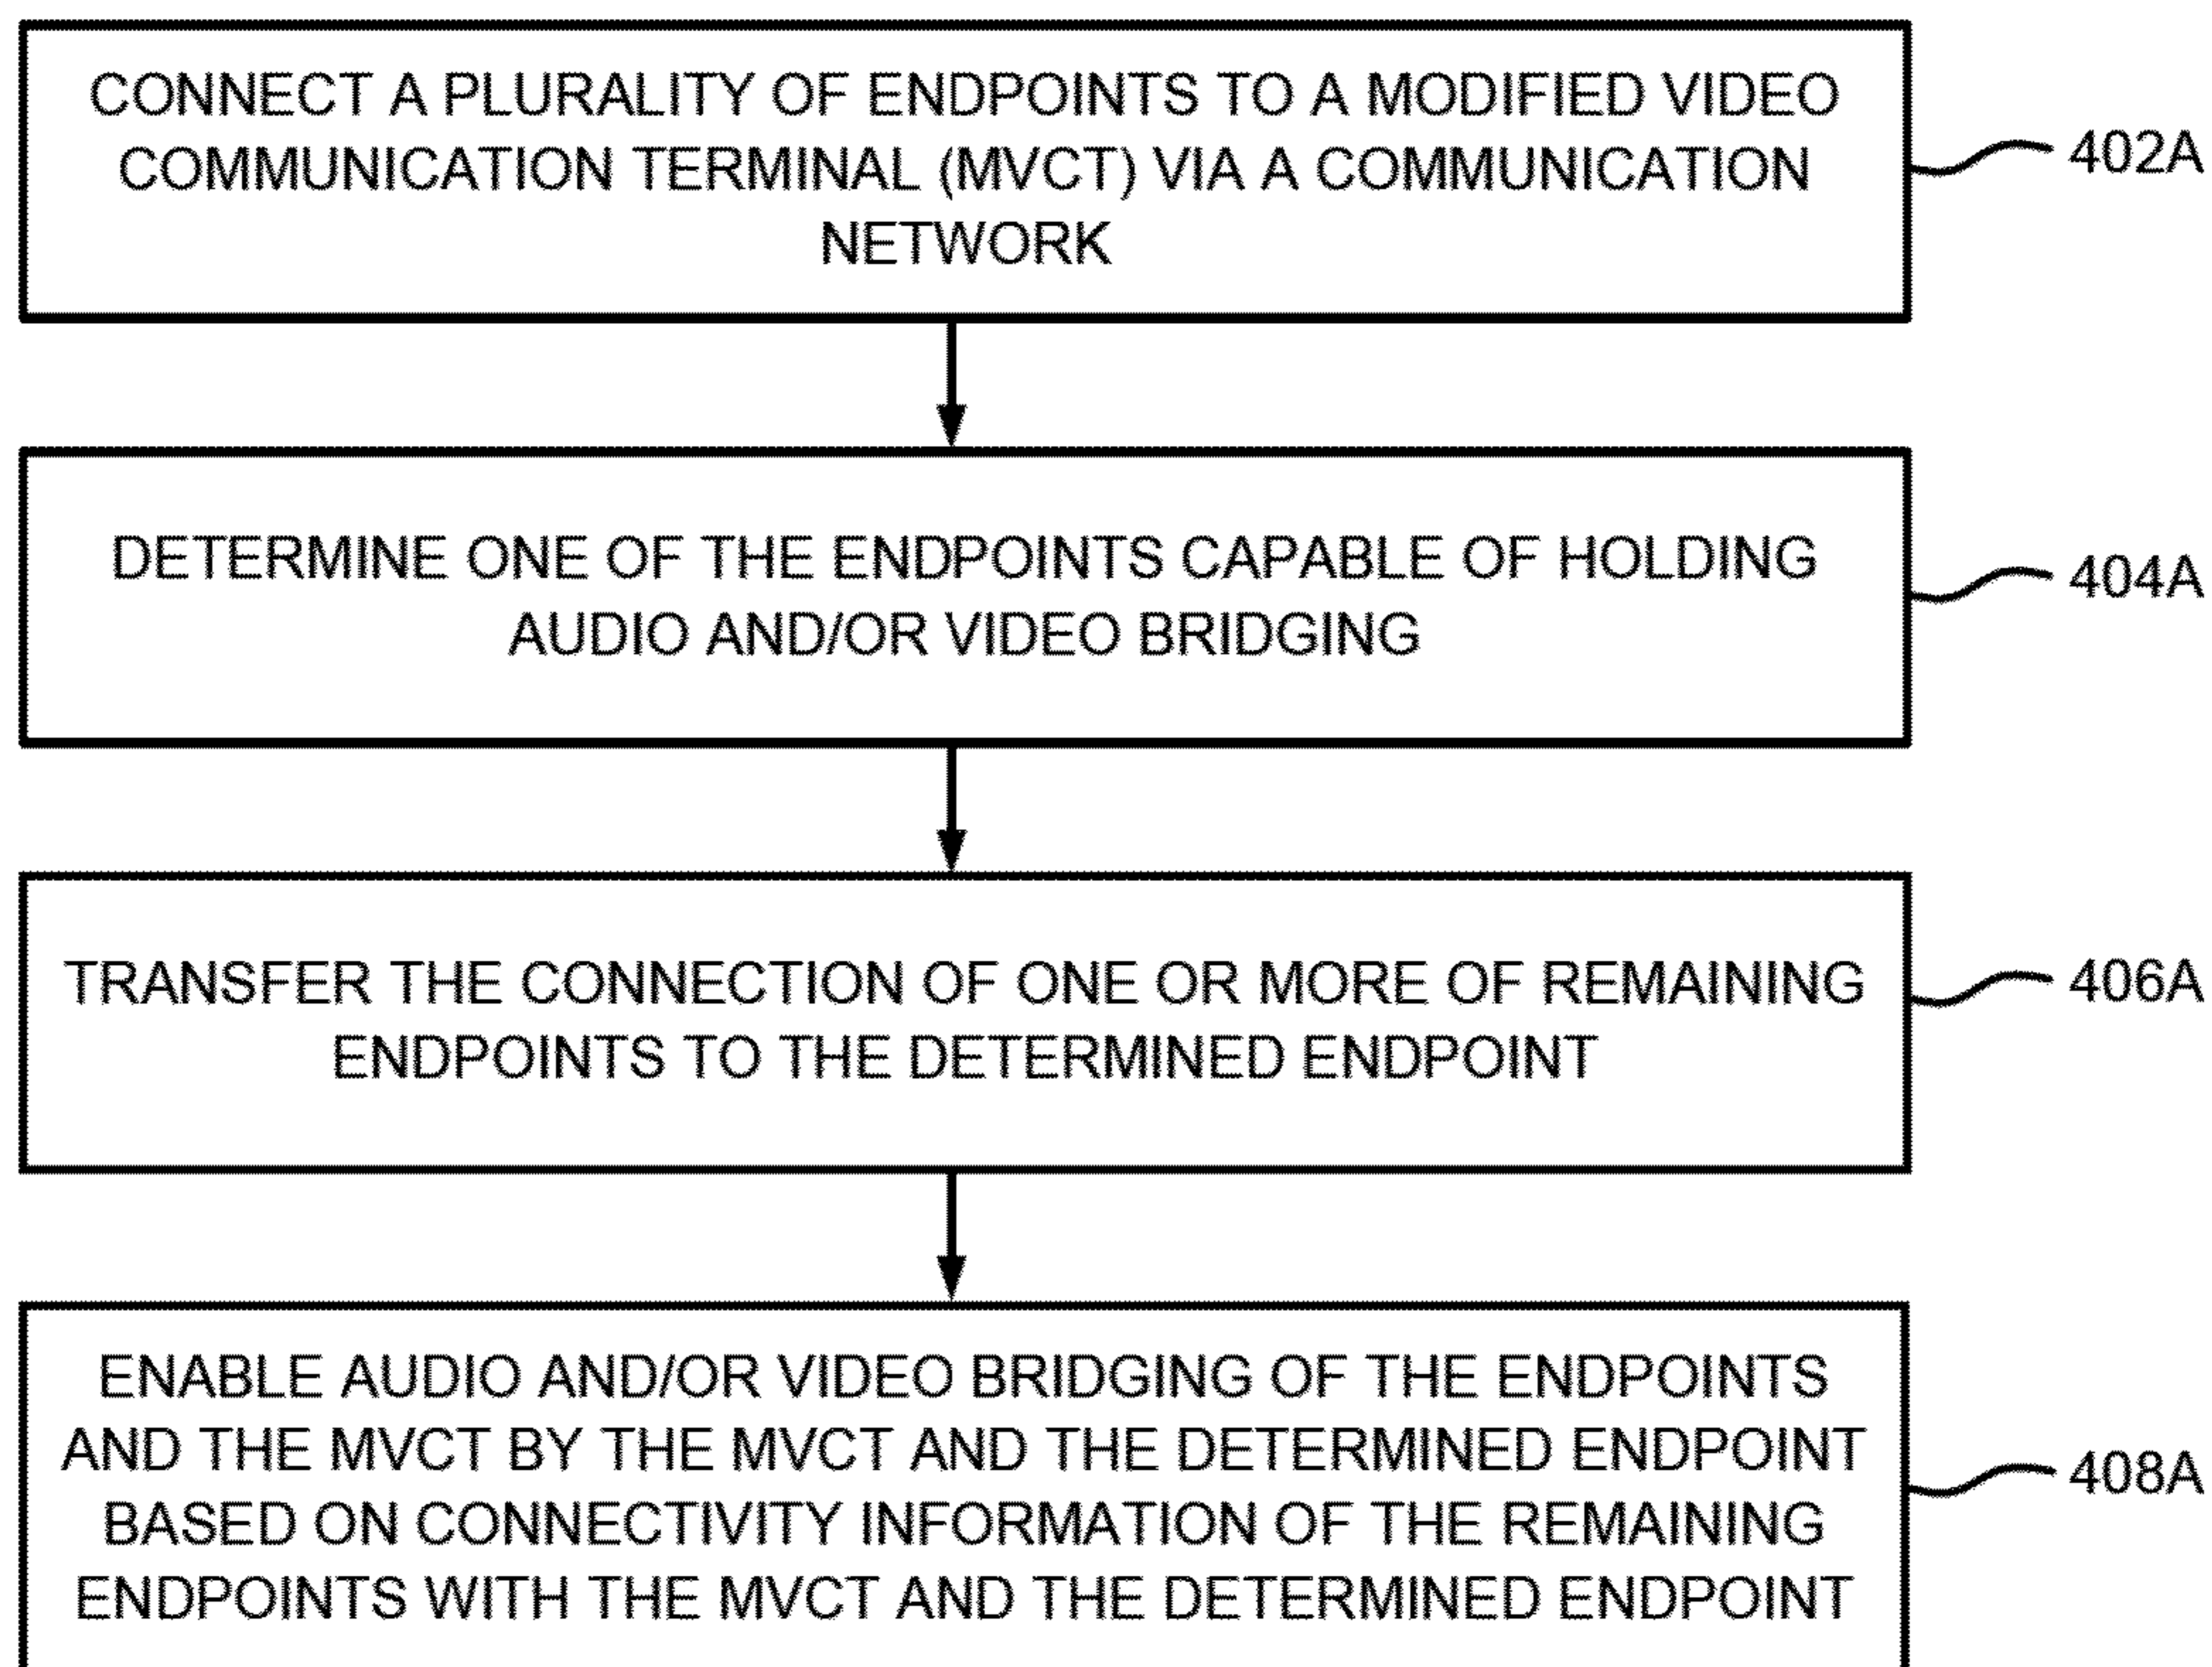 CONNECT A PLURALITY OF ENDPOINTS TO A MODIFIED VIDEO
COMMUNICATION TERMINAL (MVCT) VIA A COMMUNICATION
NETWORK
402A
DETERMINE ONE OF THE ENDPOINTS CAPABLE OF HOLDING
AUDIO AND/OR VIDEO BRIDGING
404A
TRANSFER THE CONNECTION OF ONE OR MORE OF REMAINING
ENDPOINTS TO THE DETERMINED ENDPOINT
406A
ENABLE AUDIO AND/OR VIDEO BRIDGING OF THE ENDPOINTS
AND THE MVCT BY THE MVCT AND THE DETERMINED ENDPOINT
BASED ON CONNECTIVITY INFORMATION OF THE REMAINING
ENDPOINTS WITH THE MVCT AND THE DETERMINED ENDPOINT
408A